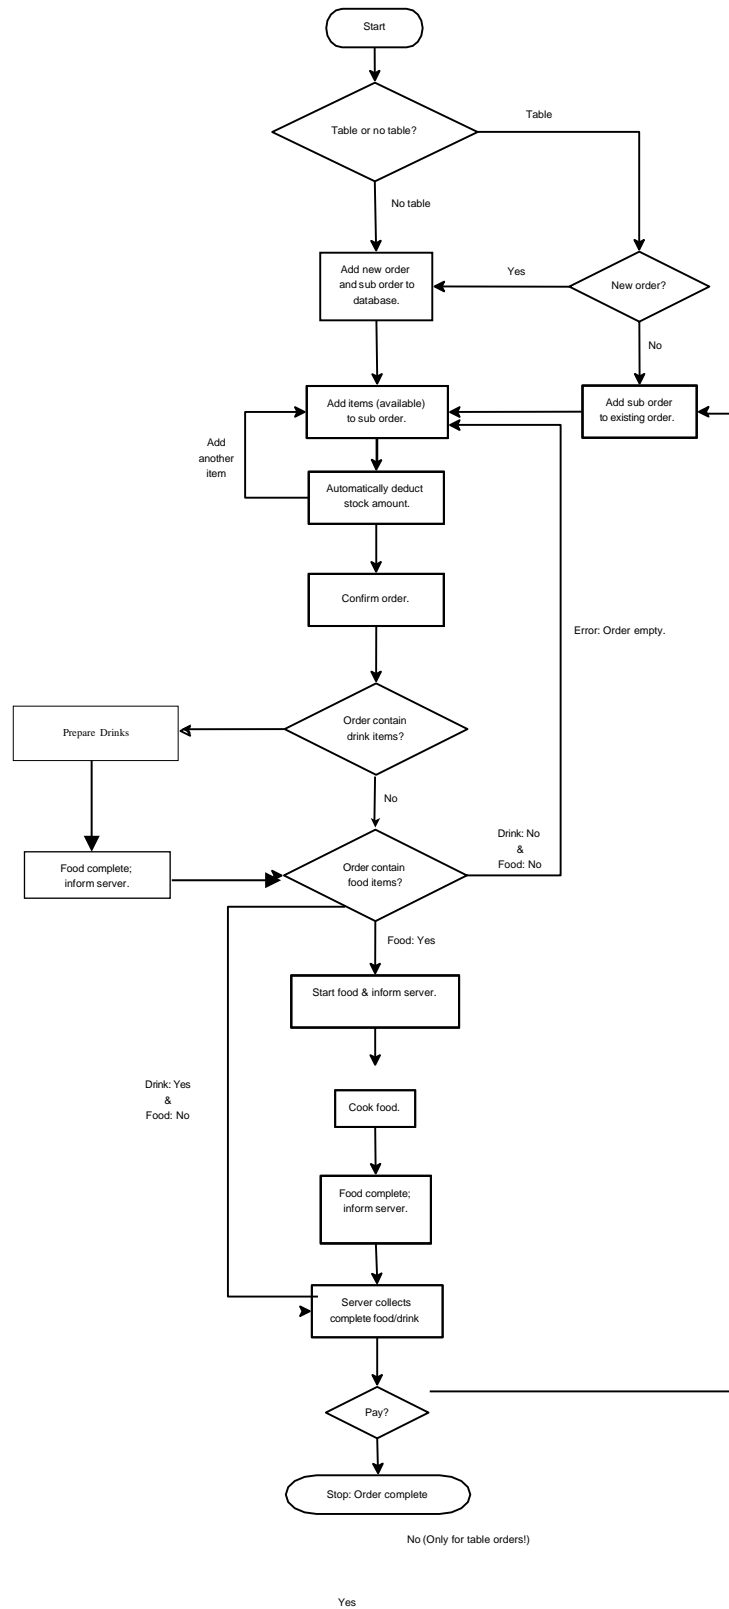 Start
Table or no table?
Table
No table
Add new order
and sub order to
database.
Yes
New order?
No
Add items (available)
to sub order.
Add sub order
to existing order.
Add
another
item
Automatically deduct
stock amount.
Confirm order.
Error: Order empty.
Order contain
drink items?
Prepare Drinks
No
Drink: No
&
Food: No
Food complete;
inform server.
Order contain
food items?
Food: Yes
Start food & inform server.
Drink: Yes
&
Food: No
Cook food.
Food complete;
inform server.
Server collects
complete food/drink
Pay?
Stop: Order complete
No (Only for table orders!)
Yes